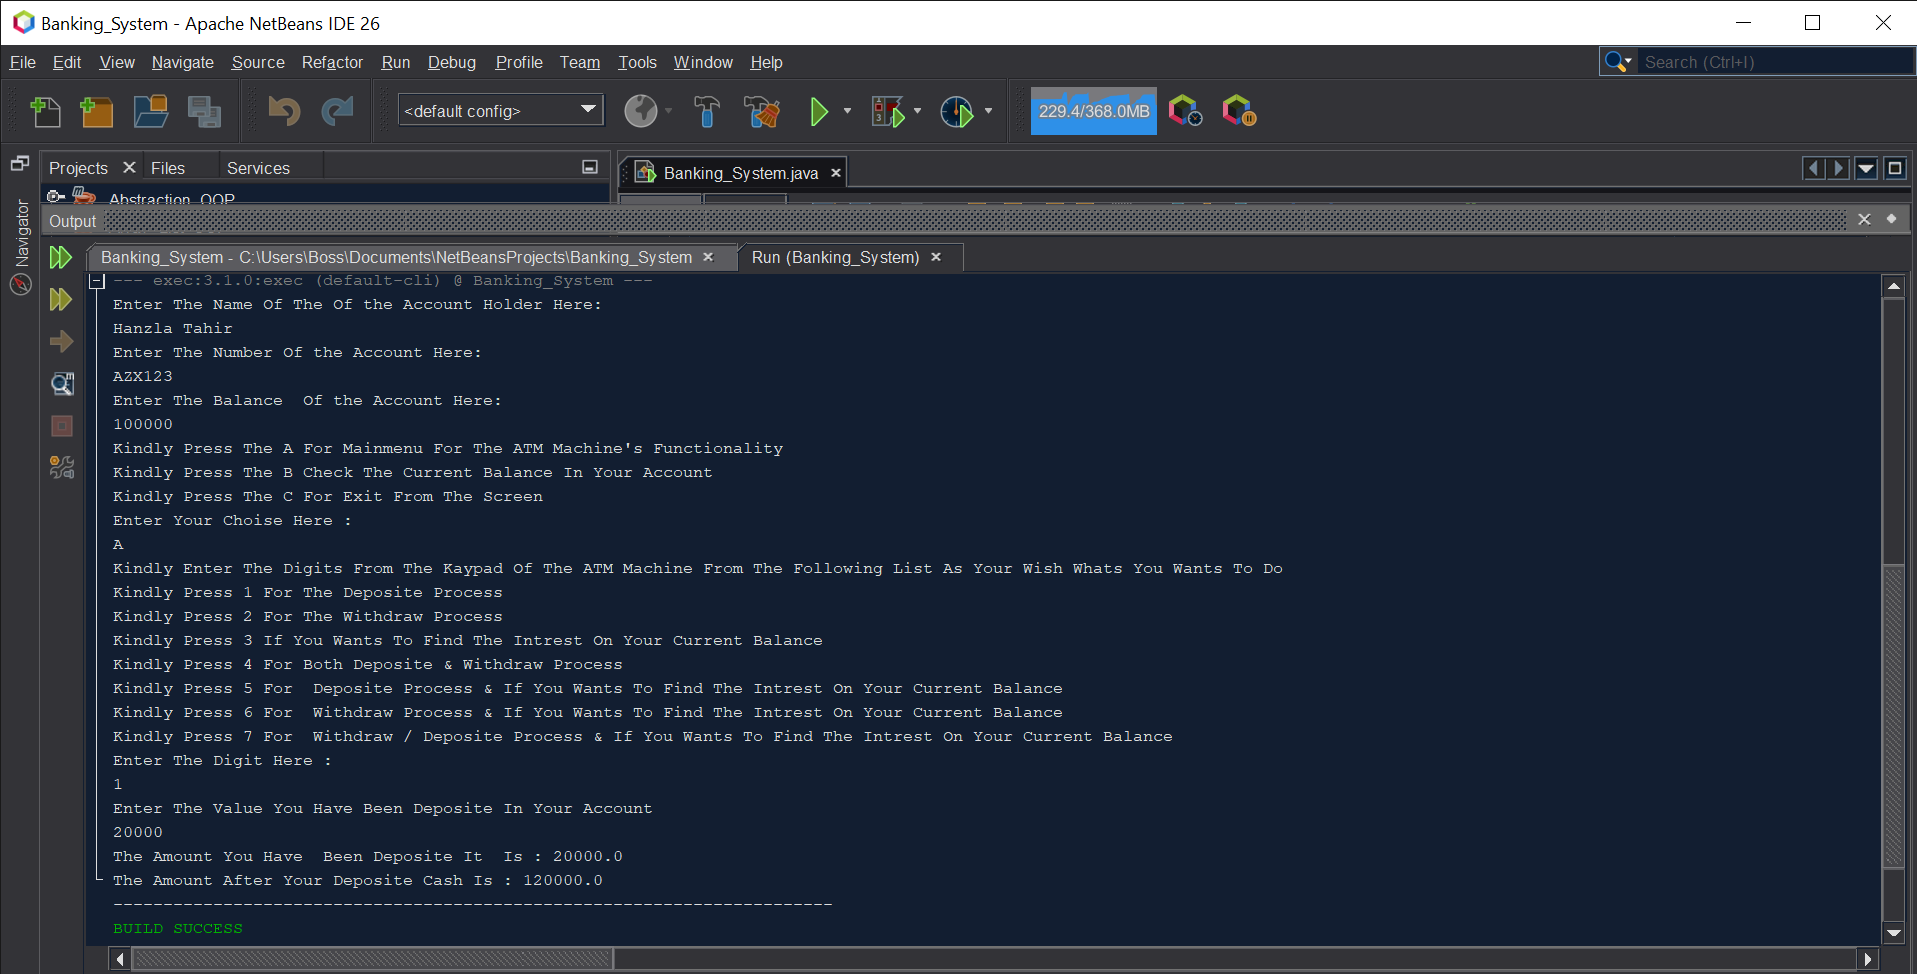 Banking_System - Apache NetBeans IDE 26
File Edit View Navigate Source Refactor Run Debug Profile Team Tools Window Help
Search (Ctrl+I)
<default config>
229.4/368.0MB
Projects Files Services
Banking_System.java
Abstraction_OOP
Navigator
Output
Banking_System - C:\Users\Boss\Documents\NetBeansProjects\Banking_System
Run (Banking_System)
--- exec:3.1.0:exec (default-cli) @ Banking_System ---
Enter The Name Of The Of the Account Holder Here:
Hanzla Tahir
Enter The Number Of the Account Here:
AZX123
Enter The Balance  Of the Account Here:
100000
Kindly Press The A For Mainmenu For The ATM Machine's Functionality
Kindly Press The B Check The Current Balance In Your Account
Kindly Press The C For Exit From The Screen
Enter Your Choise Here :
A
Kindly Enter The Digits From The Kaypad Of The ATM Machine From The Following List As Your Wish Whats You Wants To Do
Kindly Press 1 For The Deposite Process
Kindly Press 2 For The Withdraw Process
Kindly Press 3 If You Wants To Find The Intrest On Your Current Balance
Kindly Press 4 For Both Deposite & Withdraw Process
Kindly Press 5 For  Deposite Process & If You Wants To Find The Intrest On Your Current Balance
Kindly Press 6 For  Withdraw Process & If You Wants To Find The Intrest On Your Current Balance
Kindly Press 7 For  Withdraw / Deposite Process & If You Wants To Find The Intrest On Your Current Balance
Enter The Digit Here :
1
Enter The Value You Have Been Deposite In Your Account
20000
The Amount You Have  Been Deposite It  Is : 20000.0
The Amount After Your Deposite Cash Is : 120000.0
------------------------------------------------------------------------
BUILD SUCCESS